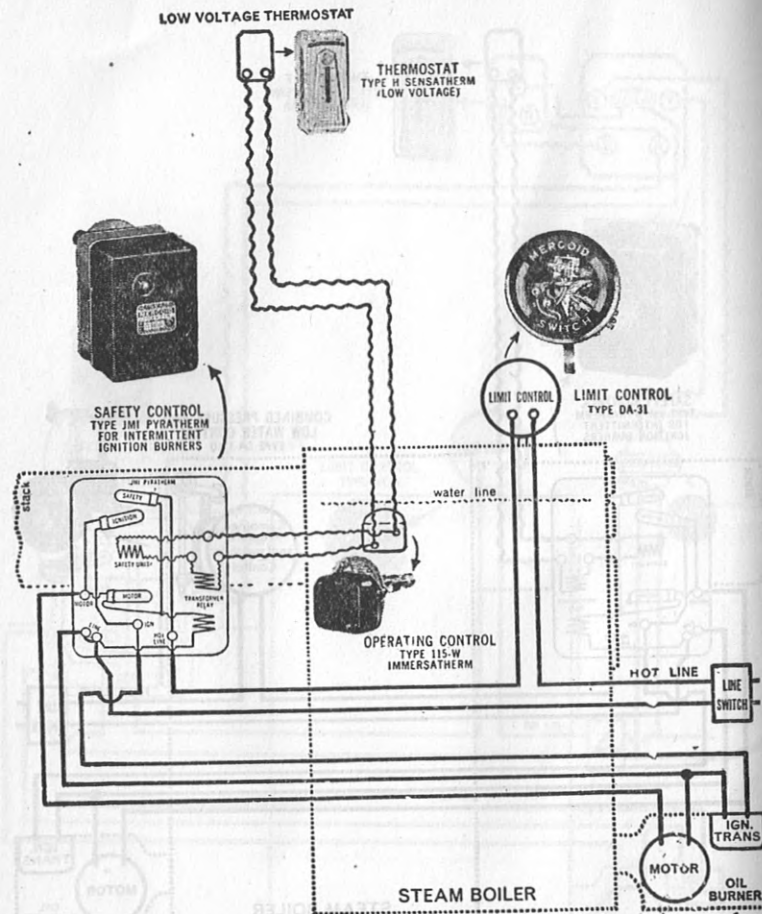 LOW VOLTAGE THERMOSTAT
THERMOSTAT
TYPE H SENSATHERM
(LOW VOLTAGE)
MERCOID
SWITCH
LIMIT CONTROL
LIMIT CONTROL
TYPE DA-31
SAFETY CONTROL
TYPE JMI PYRATHERM
FOR INTERMITTENT
IGNITION BURNERS
stack
JMI PYRATHERM
SAFETY
IGNITION
SAFETY UNIT
water line
MOTOR
MOTOR
TRANSFORMER
RELAY
LINE
IGN
HOT
LINE
OPERATING CONTROL
TYPE 115-W
IMMERSATHERM
HOT LINE
LINE
SWITCH
IGN.
TRANS
MOTOR
OIL
BURNER
STEAM BOILER